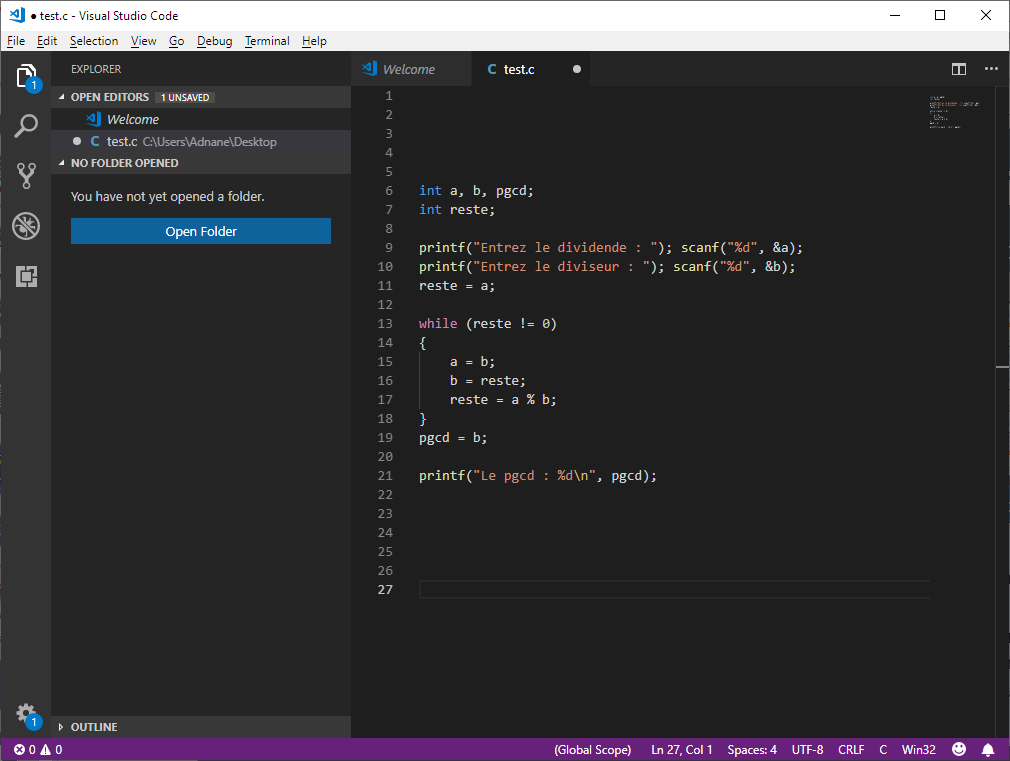 ● test.c - Visual Studio Code
File Edit Selection View Go Debug Terminal Help
EXPLORER
OPEN EDITORS 1 UNSAVED
Welcome
● C test.c C:\Users\Adnane\Desktop
NO FOLDER OPENED
You have not yet opened a folder.
Open Folder
OUTLINE
1
1
Welcome
C test.c ●
1
2
3
4
5
6 int a, b, pgcd;
7 int reste;
8
9 printf("Entrez le dividende : "); scanf("%d", &a);
10 printf("Entrez le diviseur : "); scanf("%d", &b);
11 reste = a;
12
13 while (reste != 0)
14 {
15 a = b;
16 b = reste;
17 reste = a % b;
18 }
19 pgcd = b;
20
21 printf("Le pgcd : %d\n", pgcd);
22
23
24
25
26
27
0 0 (Global Scope) Ln 27, Col 1 Spaces: 4 UTF-8 CRLF C Win32